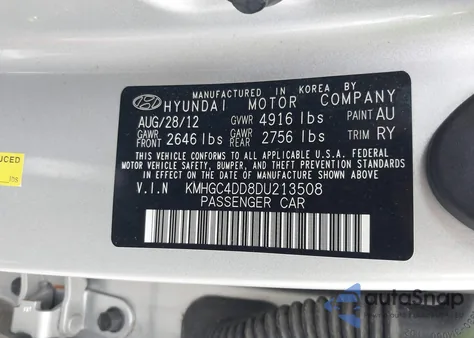 MANUFACTURED IN KOREA BY
HYUNDAI MOTOR COMPANY
AUG/28/12 GVWR 4916 lbs PAINT AU
GAWR FRONT 2646 lbs GAWR REAR 2756 lbs TRIM RY
THIS VEHICLE CONFORMS TO ALL APPLICABLE U.S.A. FEDERAL
MOTOR VEHICLE SAFETY, BUMPER, AND THEFT PREVENTION
STANDARDS IN EFFECT ON THE DATE OF MANUFACTURE SHOWN ABOVE.
V.I.N KMHGC4DD8DU213508
PASSENGER CAR
UCED
autoSnap